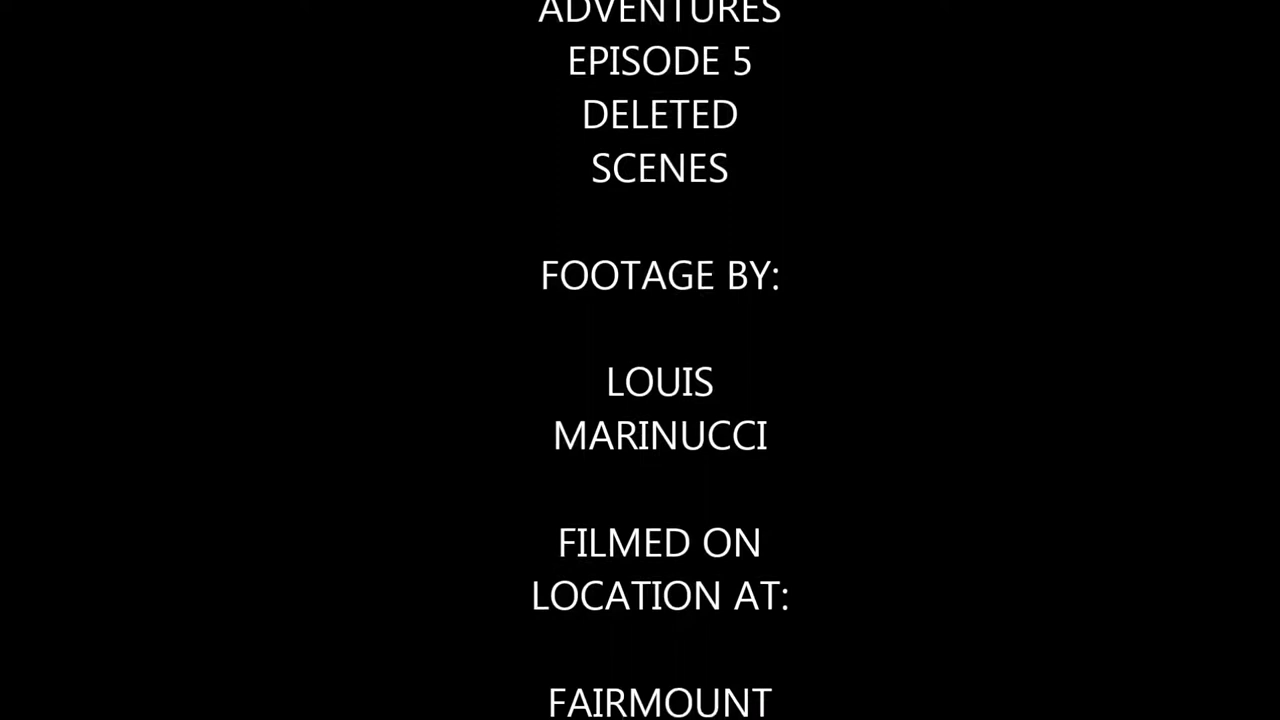 ADVENTURES
EPISODE 5
DELETED
SCENES
FOOTAGE BY:
LOUIS
MARINUCCI
FILMED ON
LOCATION AT:
FAIRMOUNT